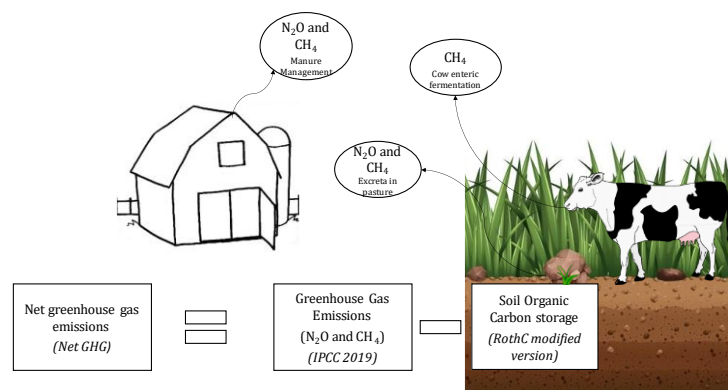 N₂O and
CH₄
Manure
Management
CH₄
Cow enteric
fermentation
N₂O and
CH₄
Excreta in
pasture
Net greenhouse gas
emissions
(Net GHG)
Greenhouse Gas
Emissions
(N₂O and CH₄)
(IPCC 2019)
Soil Organic
Carbon storage
(RothC modified
version)